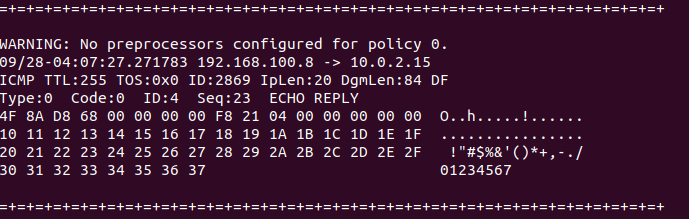 =+=+=+=+=+=+=+=+=+=+=+=+=+=+=+=+=+=+=+=+=+=+=+=+=+=+=+=+=+=+=+=+=+=+=+=+=+
WARNING: No preprocessors configured for policy 0.
09/28-04:07:27.271783 192.168.100.8 -> 10.0.2.15
ICMP TTL:255 TOS:0x0 ID:2869 IpLen:20 DgmLen:84 DF
Type:0  Code:0  ID:4  Seq:23  ECHO REPLY
4F 8A D8 68 00 00 00 00 F8 21 04 00 00 00 00 00  O..h.....!......
10 11 12 13 14 15 16 17 18 19 1A 1B 1C 1D 1E 1F  ................
20 21 22 23 24 25 26 27 28 29 2A 2B 2C 2D 2E 2F   !"#$%&'()*+,-./
30 31 32 33 34 35 36 37                          01234567
=+=+=+=+=+=+=+=+=+=+=+=+=+=+=+=+=+=+=+=+=+=+=+=+=+=+=+=+=+=+=+=+=+=+=+=+=+